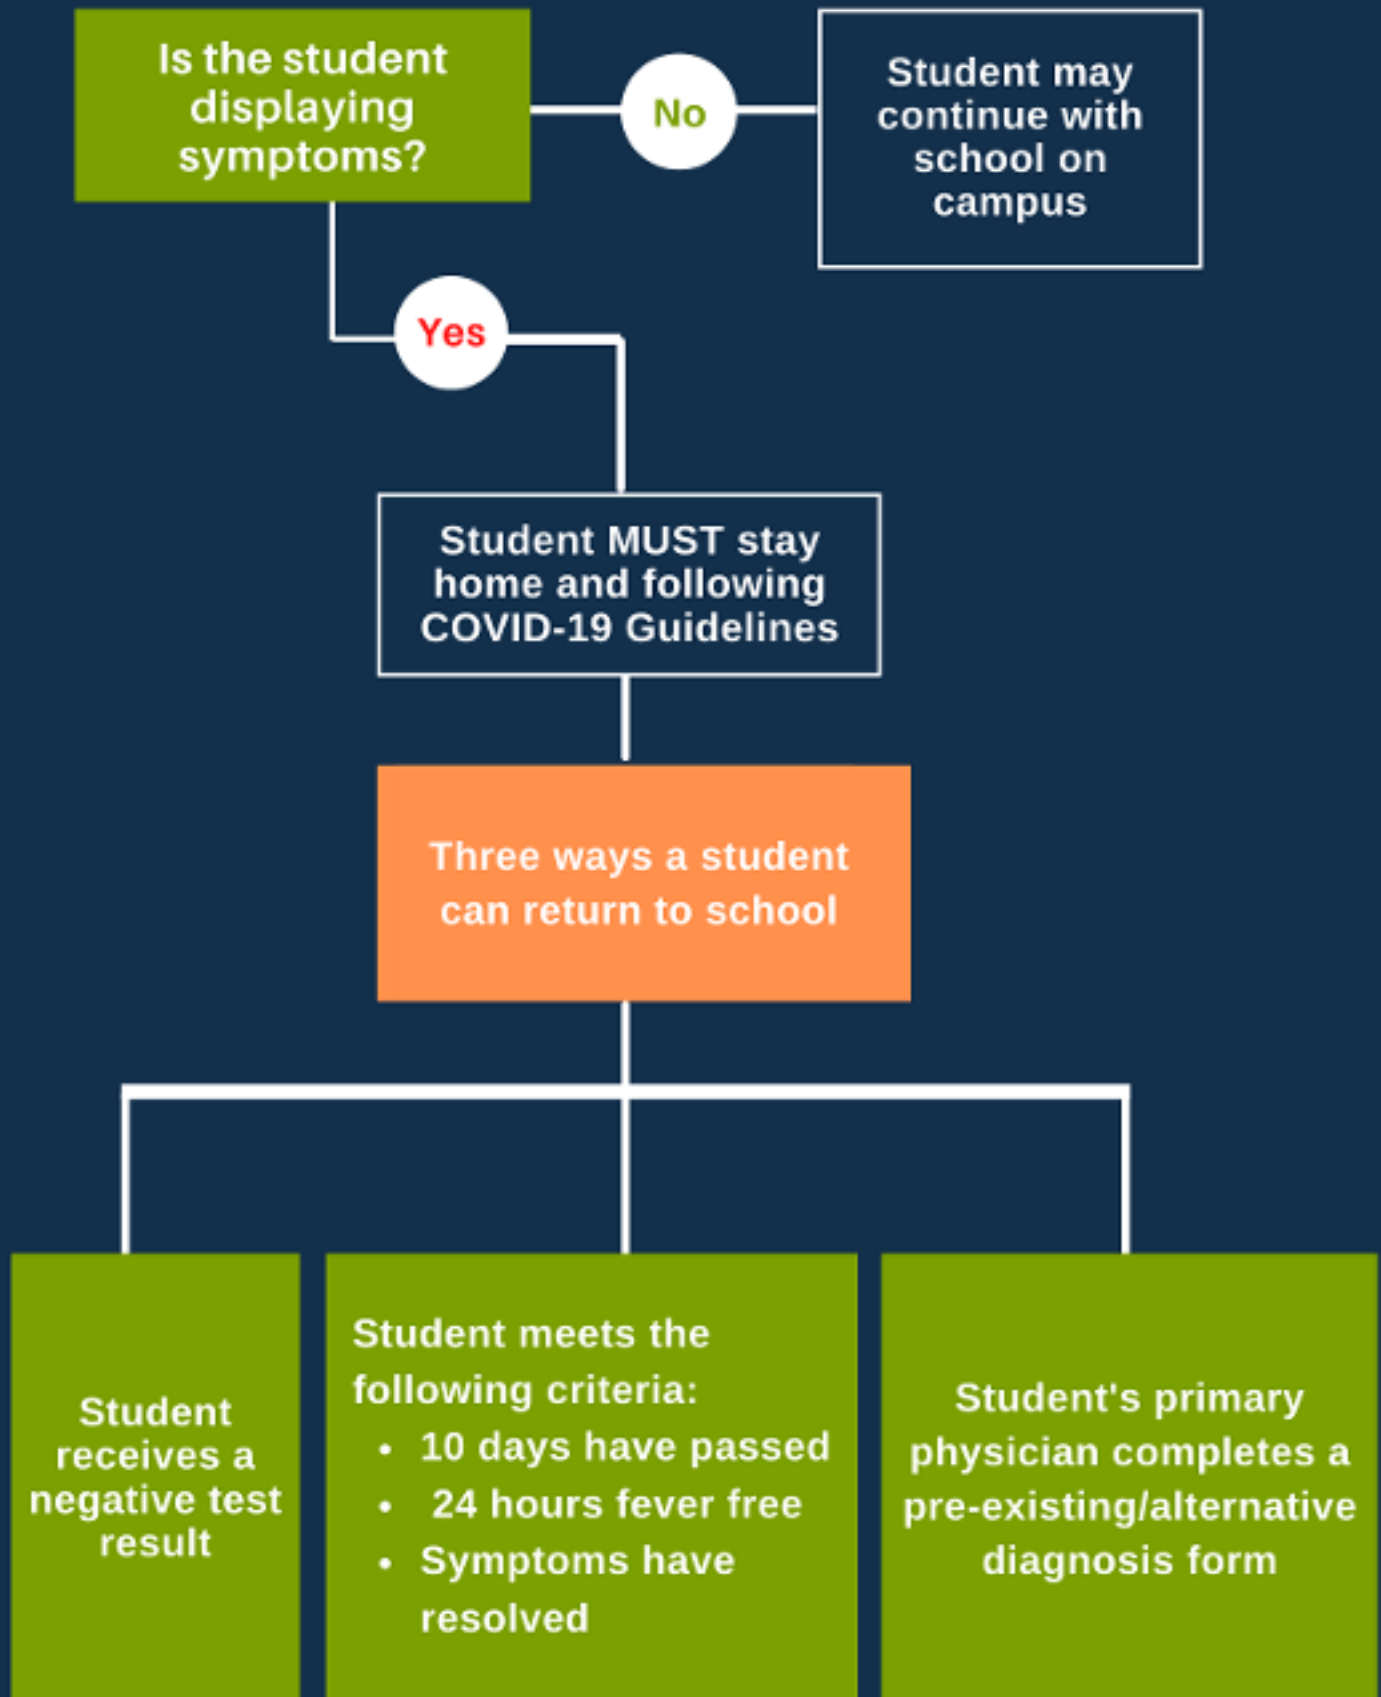 Is the student
displaying
symptoms?
No
Student may
continue with
school on
campus
Yes
Student MUST stay
home and following
COVID-19 Guidelines
Three ways a student
can return to school
Student
receives a
negative test
result
Student meets the
following criteria:
• 10 days have passed
• 24 hours fever free
• Symptoms have
resolved
Student's primary
physician completes a
pre-existing/alternative
diagnosis form